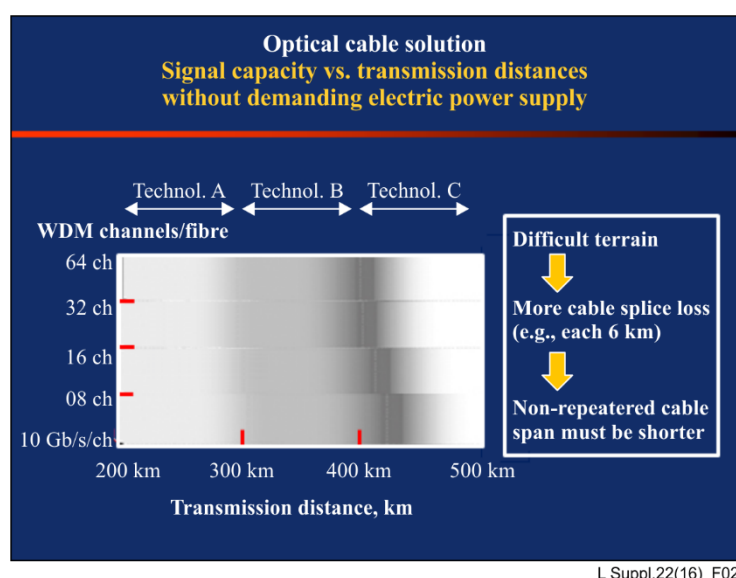 Optical cable solution
Signal capacity vs. transmission distances
without demanding electric power supply
Technol. A
Technol. B
Technol. C
WDM channels/fibre
64 ch
32 ch
16 ch
08 ch
10 Gb/s/ch
200 km
300 km
400 km
500 km
Transmission distance, km
Difficult terrain
More cable splice loss
(e.g., each 6 km)
Non-repeatered cable
span must be shorter
L Suppl.22(16)_F02